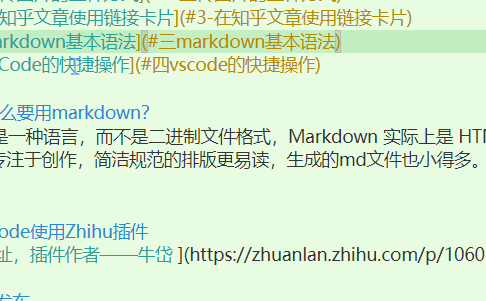 在知乎文章使用链接卡片](#3-在知乎文章使用链接卡片)
arkdown基本语法](#三markdown基本语法)
Code的快捷操作](#四vscode的快捷操作)
么要用markdown?
是一种语言，而不是二进制文件格式，Markdown 实际上是 HT
专注于创作，简洁规范的排版更易读，生成的md文件也小得多。
ode使用Zhihu插件
址，插件作者——牛岱 ](https://zhuanlan.zhihu.com/p/1060